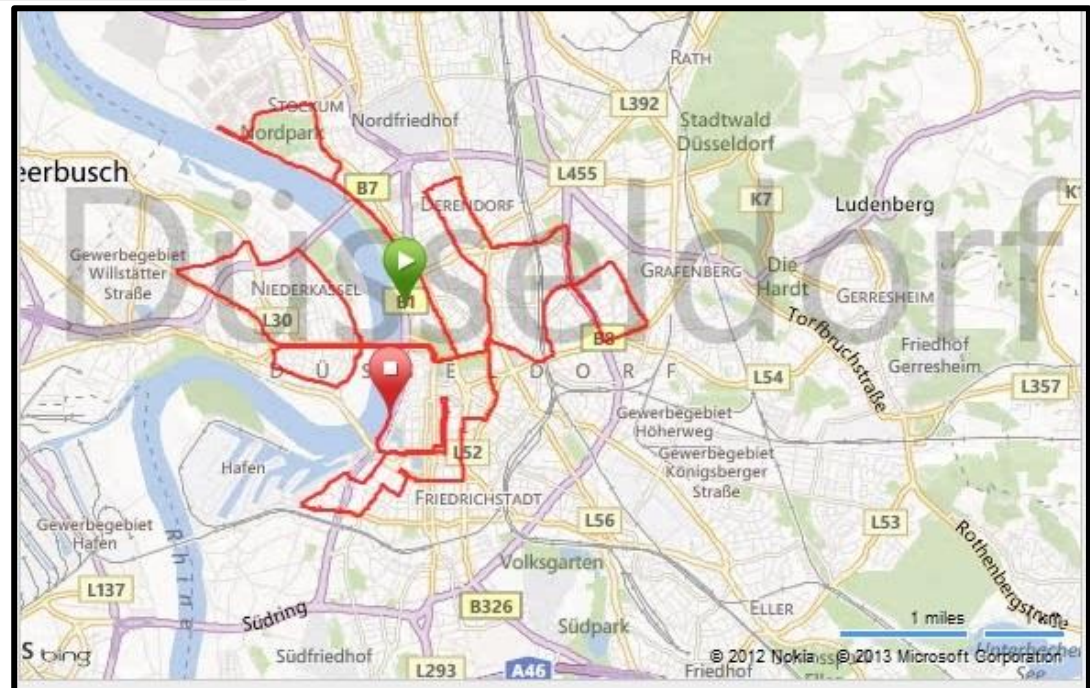 RATH
L392
STOCKUM
Nordpark
Nordfriedhof
Stadtwald
Düsseldorf
eerbusch
L455
B7
K7
Ludenberg
DERENDORF
Düsseldorf
Gewerbegebiet
Willstätter
Straße
NIEDERKASSEL
B1
GRAFENBERG
Die
Hardt
GERRESHEIM
L30
B8
Torfbruchstraße
Friedhof
Gerresheim
DÜSSELDORF
L54
L357
Gewerbegebiet
Höherweg
Hafen
L52
Gewerbegebiet
Königsberger
Straße
FRIEDRICHSTADT
Gewerbegebiet
Hafen
L56
L53
Rhine
Volksgarten
Rothenbergstraße
L137
B326
Südring
ELLER
Südpark
1 miles
S bing
Südfriedhof
L293
A46
Friedhof
© 2012 Nokia
© 2013 Microsoft Corporation
See